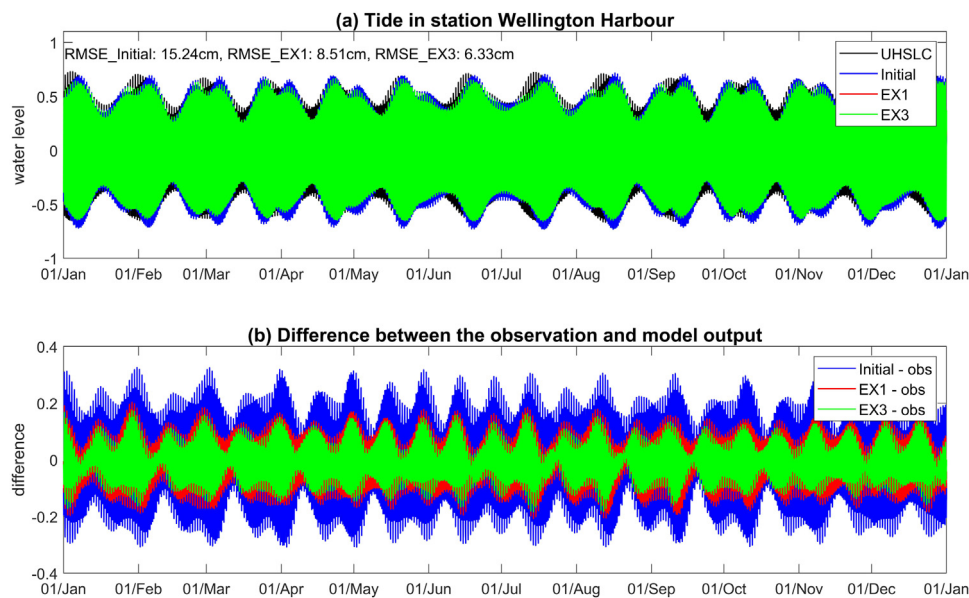 (a) Tide in station Wellington Harbour
RMSE_Initial: 15.24cm, RMSE_EX1: 8.51cm, RMSE_EX3: 6.33cm
UHSLC
Initial
EX1
EX3
water level
1
0.5
0
-0.5
-1
01/Jan 01/Feb 01/Mar 01/Apr 01/May 01/Jun 01/Jul 01/Aug 01/Sep 01/Oct 01/Nov 01/Dec 01/Jan
(b) Difference between the observation and model output
Initial - obs
EX1 - obs
EX3 - obs
difference
0.4
0.2
0
-0.2
-0.4
01/Jan 01/Feb 01/Mar 01/Apr 01/May 01/Jun 01/Jul 01/Aug 01/Sep 01/Oct 01/Nov 01/Dec 01/Jan